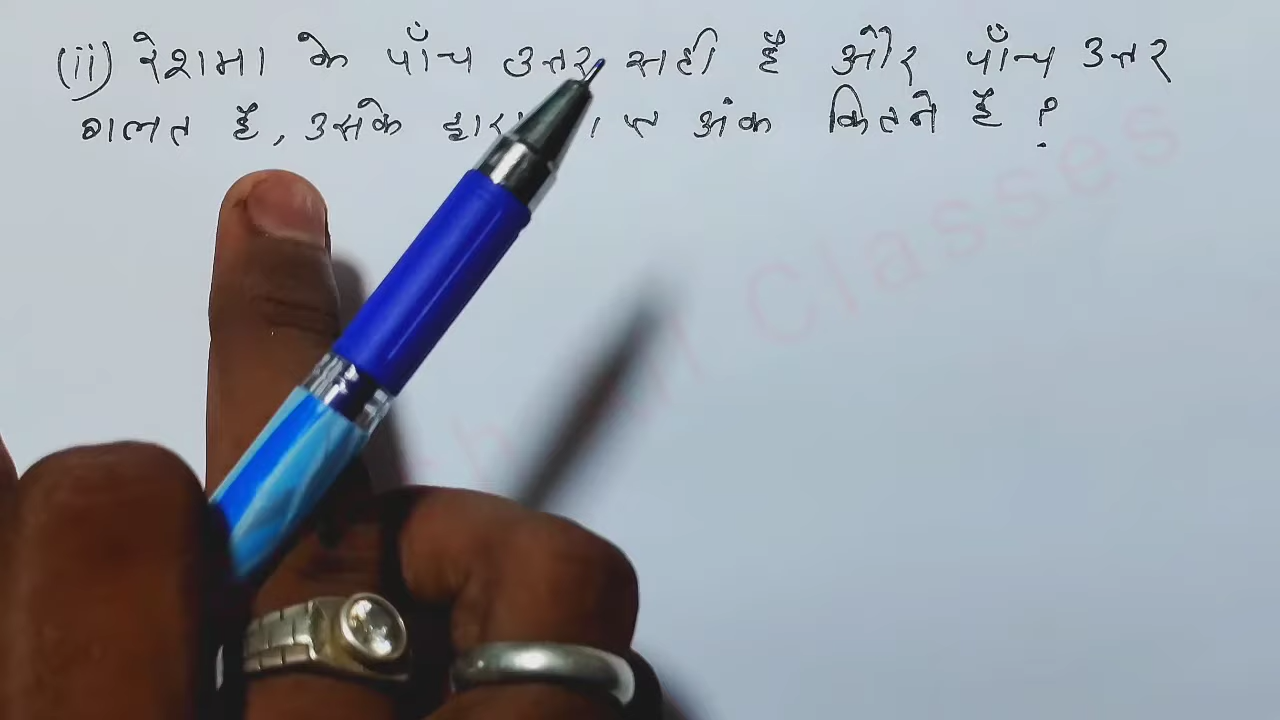 (ii) रेशमा के पाँच उत्तर सही है और पाँच उत्तर
गलत है, उसके अंक कितने है ?
Classes